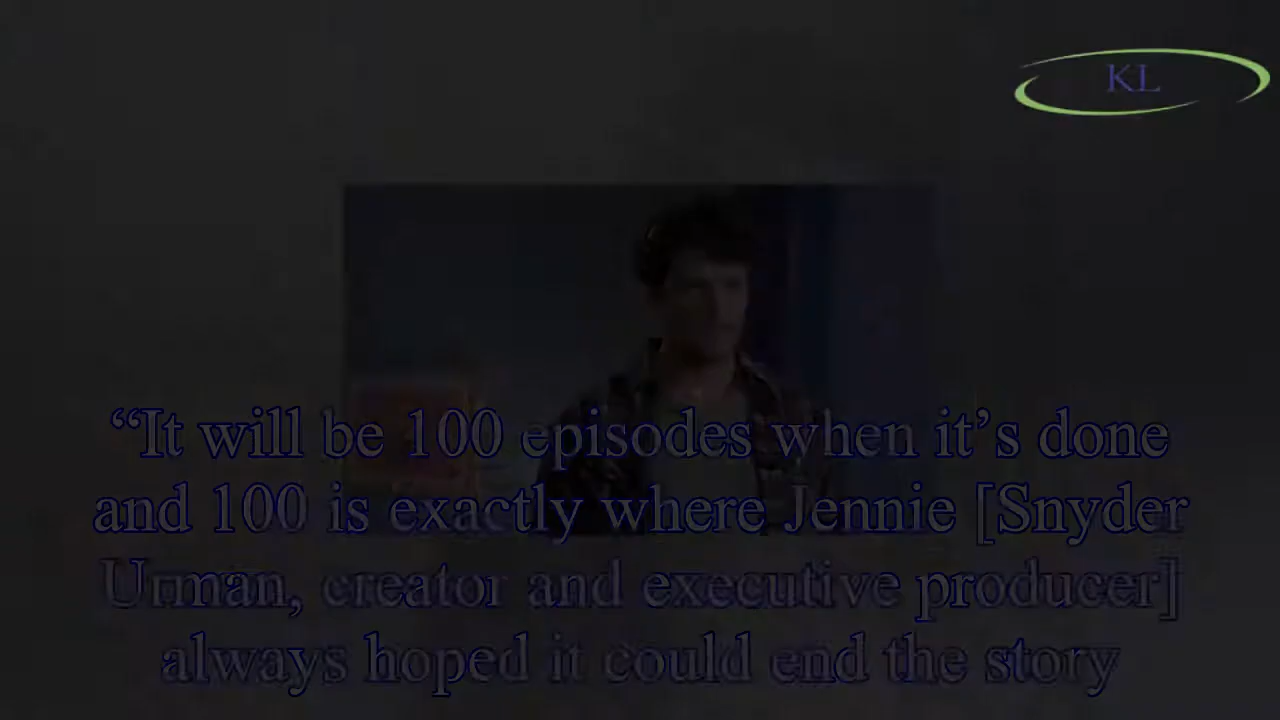 KL
“It will be 100 episodes when it’s done
and 100 is exactly where Jennie [Snyder
Urman, creator and executive producer]
always hoped it could end the story